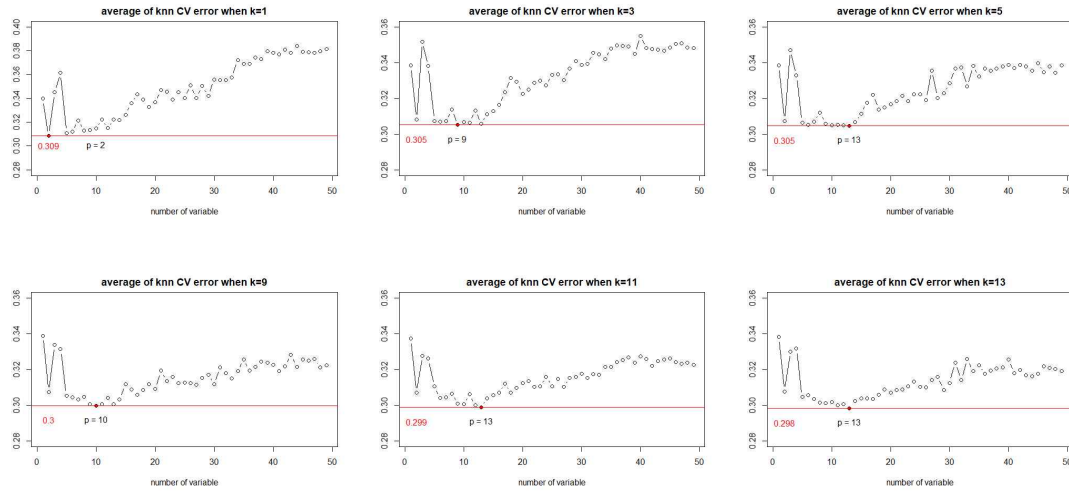 average of knn CV error when k=1
0.40
0.38
0.36
0.34
0.32
0.30
0.28
0.309
p = 2
0 10 20 30 40 50
number of variable
average of knn CV error when k=3
0.36
0.34
0.32
0.30
0.28
0.305
p = 9
0 10 20 30 40 50
number of variable
average of knn CV error when k=5
0.36
0.34
0.32
0.30
0.28
0.305
p = 13
0 10 20 30 40 50
number of variable
average of knn CV error when k=9
0.36
0.34
0.32
0.30
0.28
0.3
p = 10
0 10 20 30 40 50
number of variable
average of knn CV error when k=11
0.36
0.34
0.32
0.30
0.28
0.299
p = 13
0 10 20 30 40 50
number of variable
average of knn CV error when k=13
0.36
0.34
0.32
0.30
0.28
0.298
p = 13
0 10 20 30 40 50
number of variable